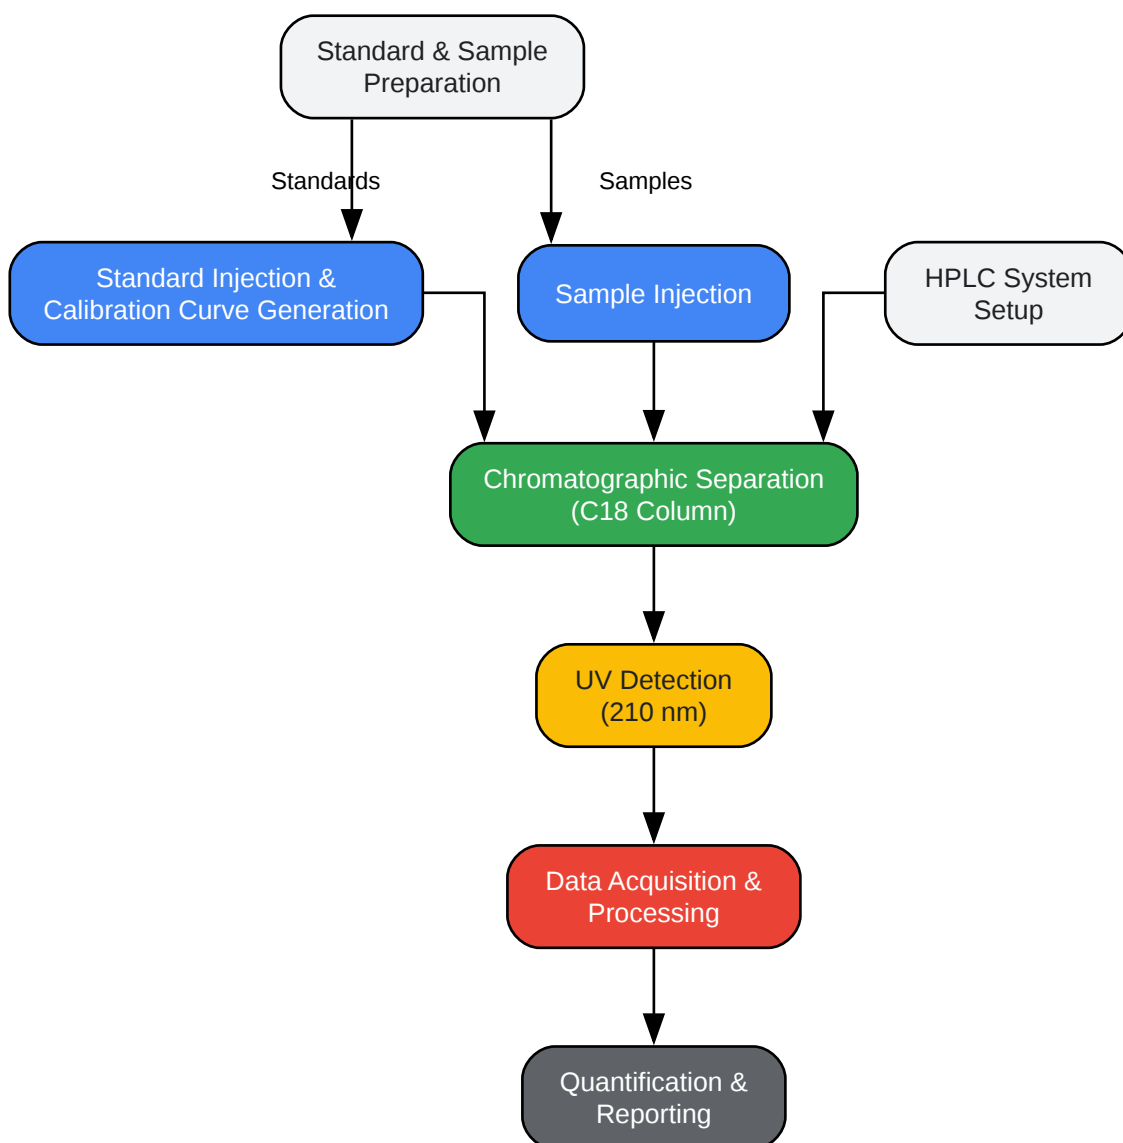 Standard & Sample
Preparation
Standards
Samples
Standard Injection &
Calibration Curve Generation
Sample Injection
HPLC System
Setup
Chromatographic Separation
(C18 Column)
UV Detection
(210 nm)
Data Acquisition &
Processing
Quantification &
Reporting